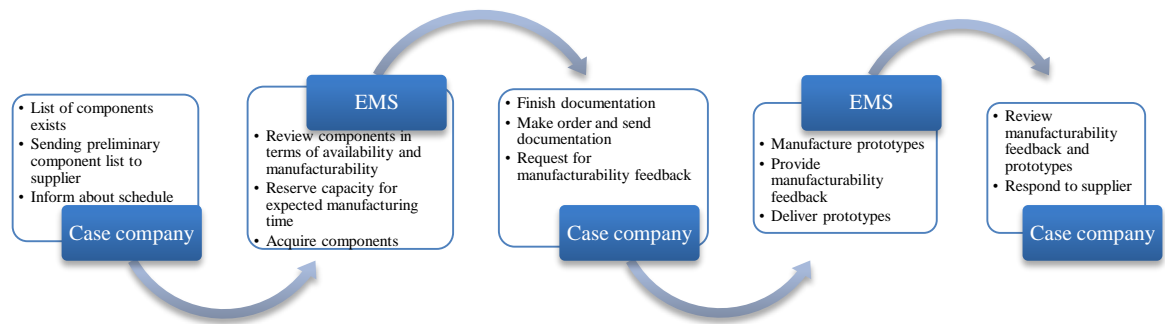 • List of components
exists
• Sending preliminary
component list to
supplier
• Inform about schedule
Case company
EMS
• Review components in
terms of availability and
manufacturability
• Reserve capacity for
expected manufacturing
time
• Acquire components
• Finish documentation
• Make order and send
documentation
• Request for
manufacturability feedback
Case company
EMS
• Manufacture prototypes
• Provide
manufacturability
feedback
• Deliver prototypes
• Review
manufacturability
feedback and
prototypes
• Respond to supplier
Case company